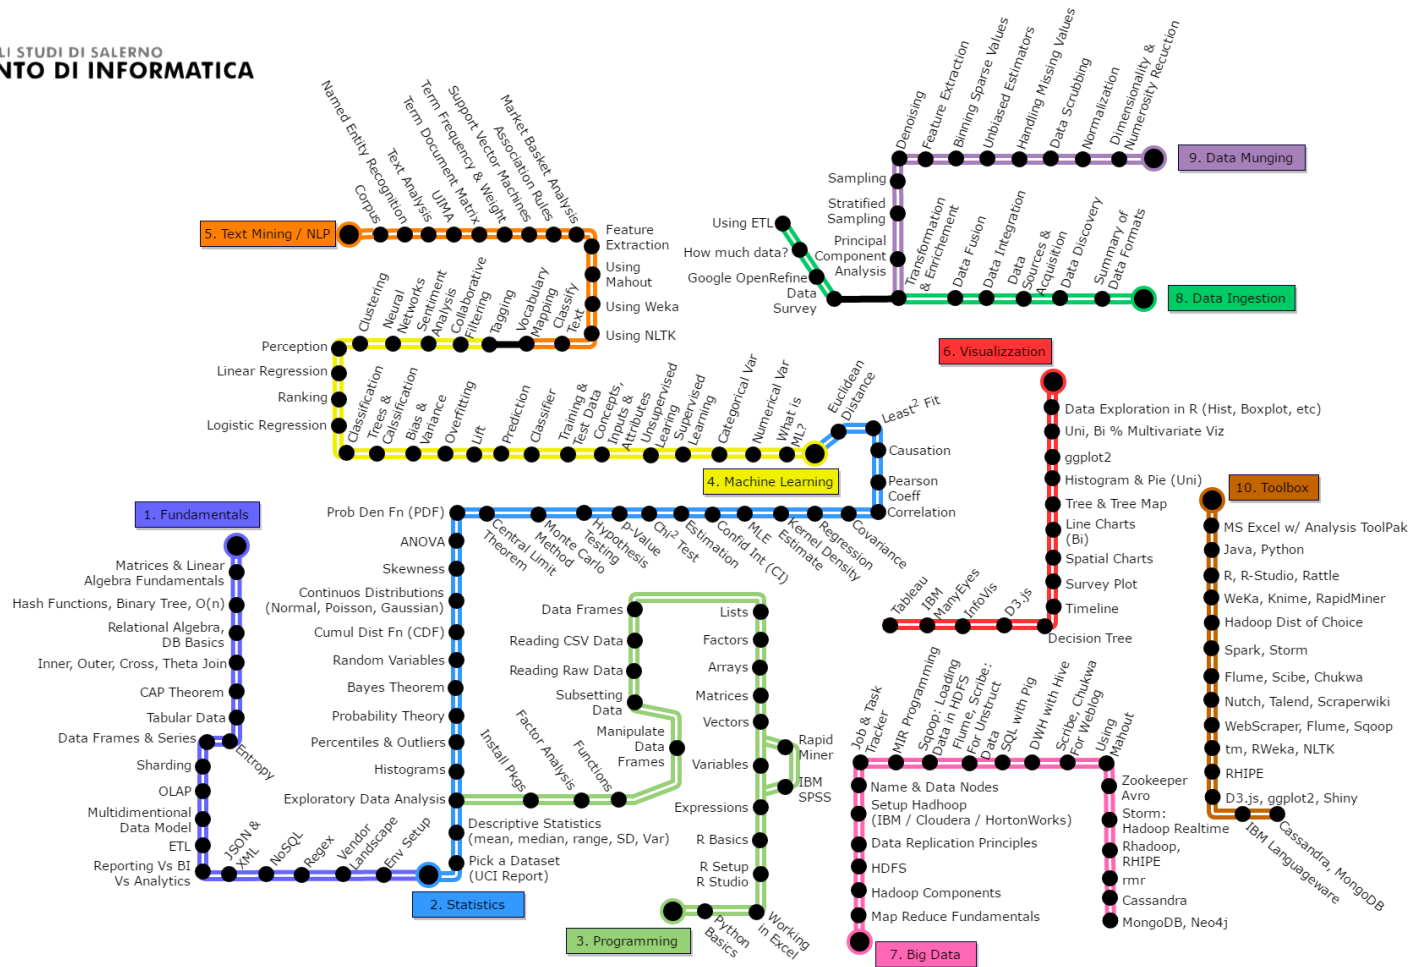 LI STUDI DI SALERNO
NTO DI INFORMATICA
5. Text Mining / NLP
Corpus
Named Entity Recognition
Text Analysis
UIMA
Term Document Matrix
Term Frequency & Weight
Support Vector Machines
Association Rules
Market Basket Analysis
Feature
Extraction
Using
Mahout
Using Weka
Using NLTK
Classify
Text
Vocabulary
Mapping
Tagging
Collaborative
Filtering
Sentiment
Analysis
Neural
Networks
Clustering
Perception
Linear Regression
Ranking
Logistic Regression
Classification
Trees &
Calsification
Bias &
Variance
Overfitting
Lift
Prediction
Classifier
Training &
Test Data
Concepts,
Inputs &
Attributes
Unsupervised
Learing
Supervised
Learning
Categorical Var
Numerical Var
What is
ML?
4. Machine Learning
Euclidean
Distance
Least² Fit
Causation
Pearson
Coeff
Correlation
Covariance
Regression
Kernel Density
Estimate
MLE
Confid Int (CI)
Estimation
Chi² Test
p-Value
Hypothesis
Testing
Monte Carlo
Method
Central Limit
Theorem
Prob Den Fn (PDF)
ANOVA
Skewness
Continuos Distributions
(Normal, Poisson, Gaussian)
Cumul Dist Fn (CDF)
Random Variables
Bayes Theorem
Probability Theory
Percentiles & Outliers
Histograms
Exploratory Data Analysis
Descriptive Statistics
(mean, median, range, SD, Var)
Pick a Dataset
(UCI Report)
2. Statistics
1. Fundamentals
Matrices & Linear
Algebra Fundamentals
Hash Functions, Binary Tree, O(n)
Relational Algebra,
DB Basics
Inner, Outer, Cross, Theta Join
CAP Theorem
Tabular Data
Entropy
Data Frames & Series
Sharding
OLAP
Multidimentional
Data Model
ETL
Reporting Vs BI
Vs Analytics
JSON &
XML
NoSQL
Regex
Vendor
Landscape
Env Setup
3. Programming
Python
Basics
Working
in Excel
R Setup
R Studio
R Basics
Expressions
Variables
IBM
SPSS
Rapid
Miner
Vectors
Matrices
Arrays
Factors
Lists
Data Frames
Reading CSV Data
Reading Raw Data
Subsetting
Data
Manipulate
Data
Frames
Functions
Factor Analysis
Install Pkgs
9. Data Munging
Dimensionality &
Numerosity Recuction
Normalization
Data Scrubbing
Handling Missing Values
Unbiased Estimators
Binning Sparse Values
Feature Extraction
Denoising
Sampling
Stratified
Sampling
Principal
Component
Analysis
8. Data Ingestion
Summary of
Data Formats
Data Discovery
Data
Sources &
Acquisition
Data Integration
Data Fusion
Transformation
& Enrichement
Data
Survey
Google OpenRefine
How much data?
Using ETL
6. Visualizzation
Data Exploration in R (Hist, Boxplot, etc)
Uni, Bi % Multivariate Viz
ggplot2
Histogram & Pie (Uni)
Tree & Tree Map
Line Charts
(Bi)
Spatial Charts
Survey Plot
Timeline
Decision Tree
D3.js
InfoVis
IBM
ManyEyes
Tableau
7. Big Data
Map Reduce Fundamentals
Hadoop Components
HDFS
Data Replication Principles
Setup Hadhoop
(IBM / Cloudera / HortonWorks)
Name & Data Nodes
Job & Task
Tracker
MIR Programming
Sqoop: Loading
Data in HDFS
Flume, Scribe:
For Unstruct
Data
SQL with Pig
DWH with Hive
Scribe, Chukwa
For Weblog
Using
Mahout
Zookeeper
Avro
Storm:
Hadoop Realtime
Rhadoop,
RHIPE
rmr
Cassandra
MongoDB, Neo4j
10. Toolbox
MS Excel w/ Analysis ToolPak
Java, Python
R, R-Studio, Rattle
WeKa, Knime, RapidMiner
Hadoop Dist of Choice
Spark, Storm
Flume, Scibe, Chukwa
Nutch, Talend, Scraperwiki
WebScraper, Flume, Sqoop
tm, RWeka, NLTK
RHIPE
D3.js, ggplot2, Shiny
IBM Languageware
Cassandra, MongoDB